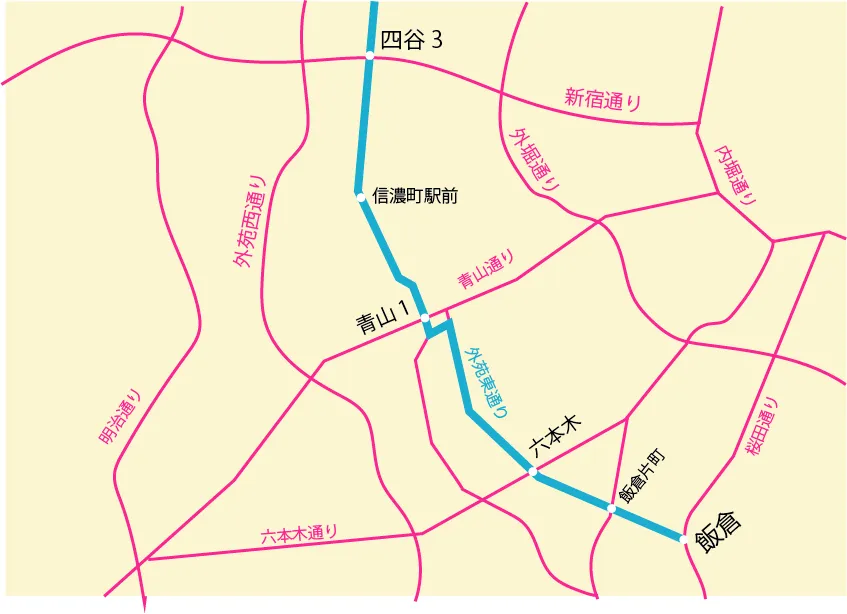 四谷 3
新宿通り
外堀通り
内堀通り
信濃町駅前
外苑西通り
青山通り
青山 1
外苑東通り
明治通り
六本木
桜田通り
飯倉片町
飯倉
六本木通り